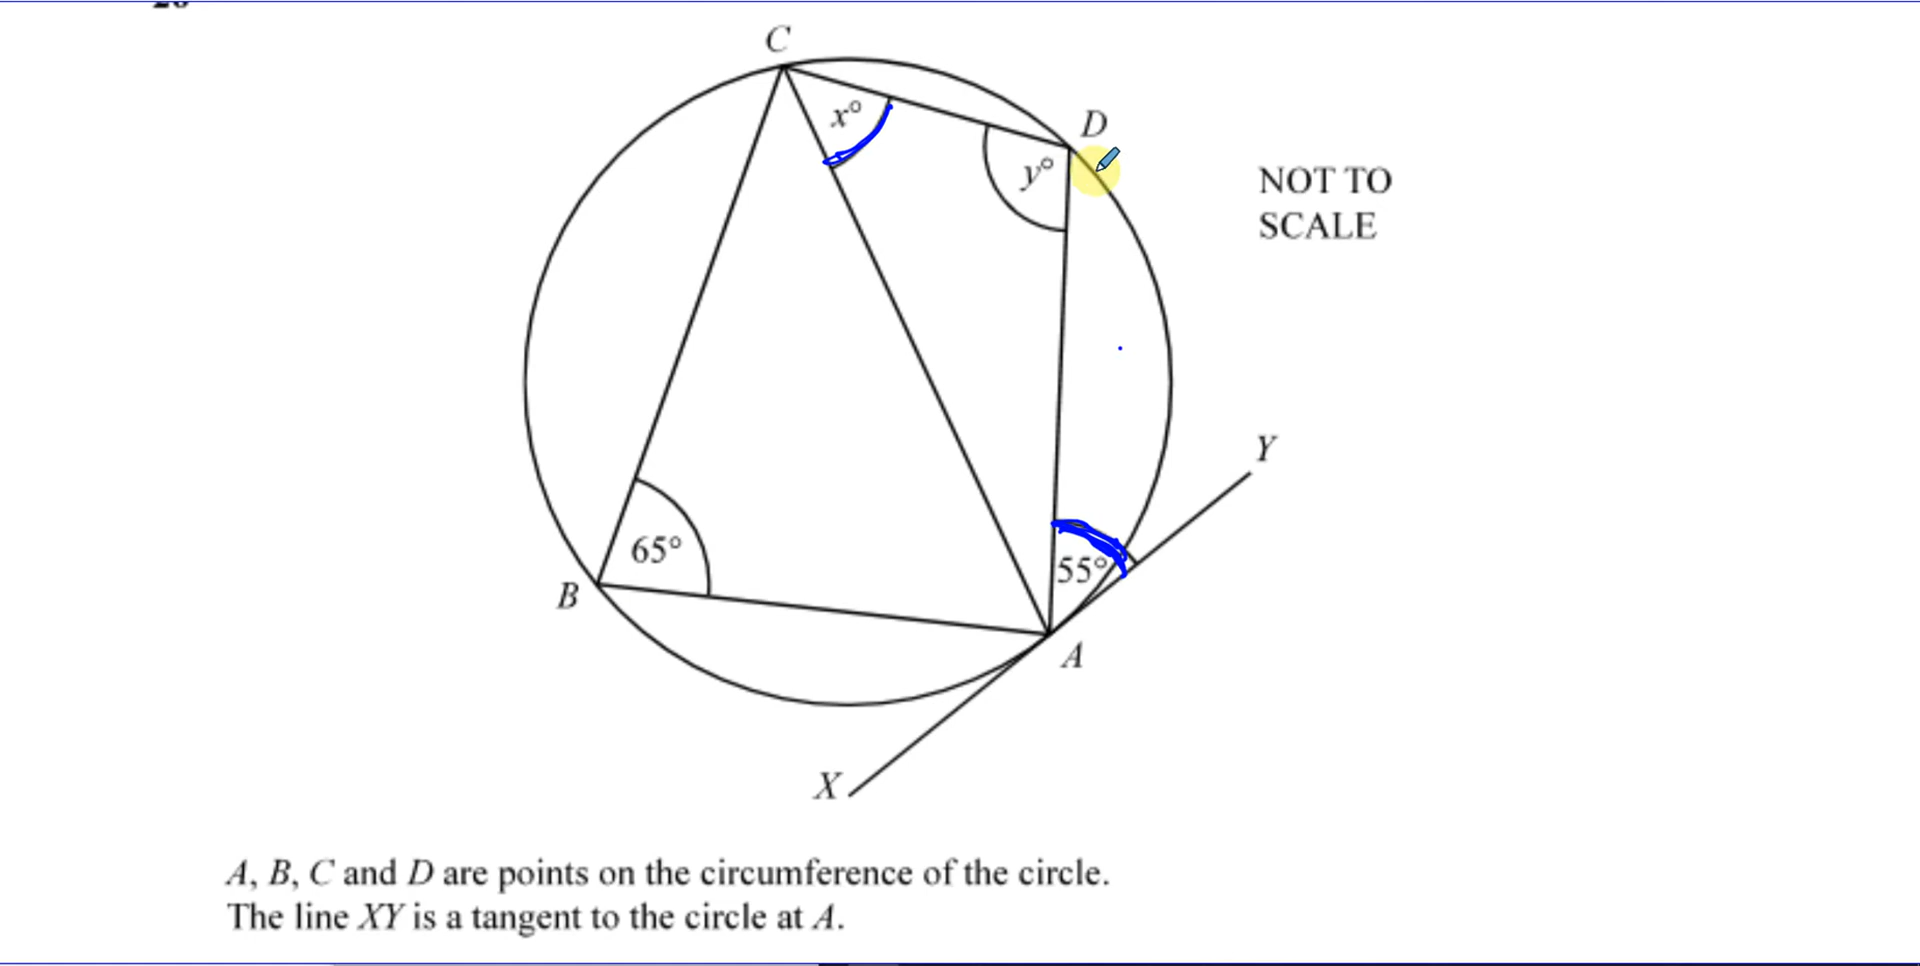 C
x°
D
y°
NOT TO
SCALE
Y
65°
55°
B
A
X
A, B, C and D are points on the circumference of the circle.
The line XY is a tangent to the circle at A.